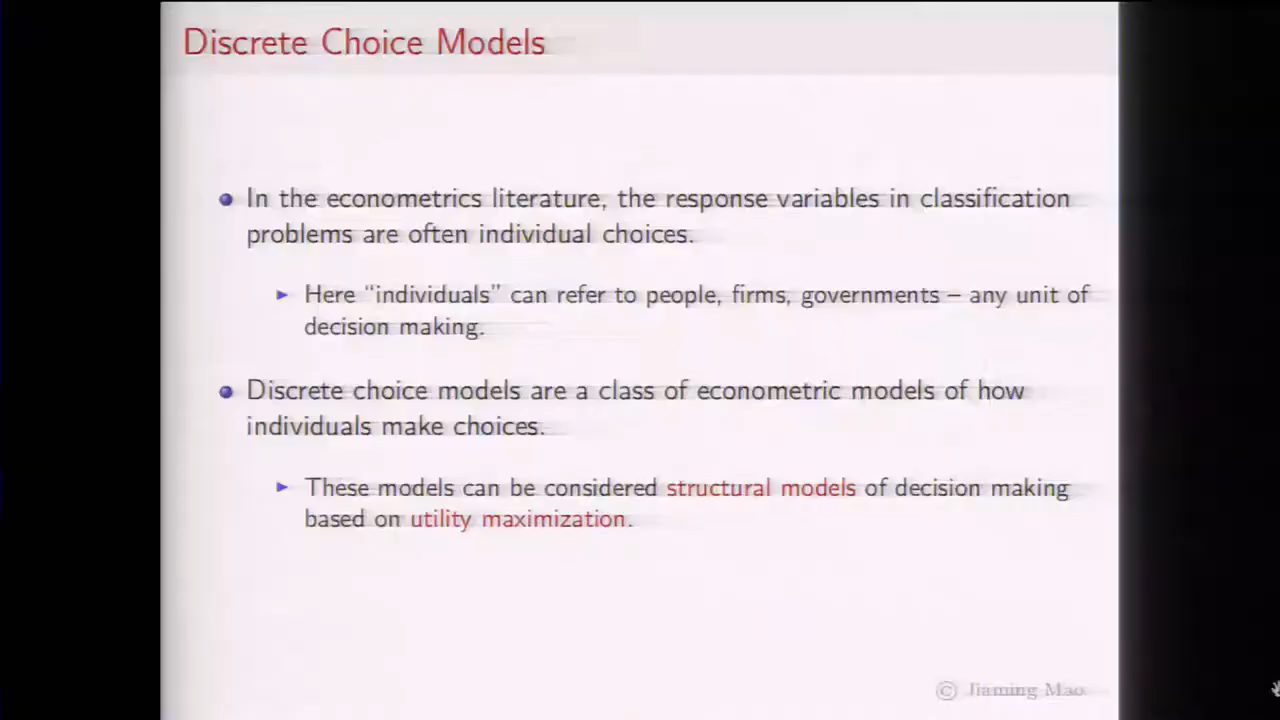 Discrete Choice Models
In the econometrics literature, the response variables in classification
problems are often individual choices.
Here “individuals” can refer to people, firms, governments – any unit of
decision making.
Discrete choice models are a class of econometric models of how
individuals make choices.
These models can be considered structural models of decision making
based on utility maximization.
© Jiaming Mao